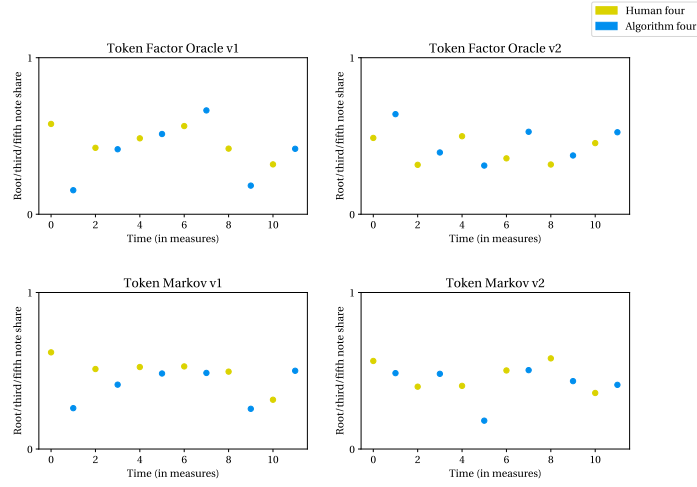 Human four
Algorithm four
Token Factor Oracle v1
Token Factor Oracle v2
1
0
Root/third/fifth note share
0 2 4 6 8 10
Time (in measures)
1
0
Root/third/fifth note share
0 2 4 6 8 10
Time (in measures)
Token Markov v1
Token Markov v2
1
0
Root/third/fifth note share
0 2 4 6 8 10
Time (in measures)
1
0
Root/third/fifth note share
0 2 4 6 8 10
Time (in measures)